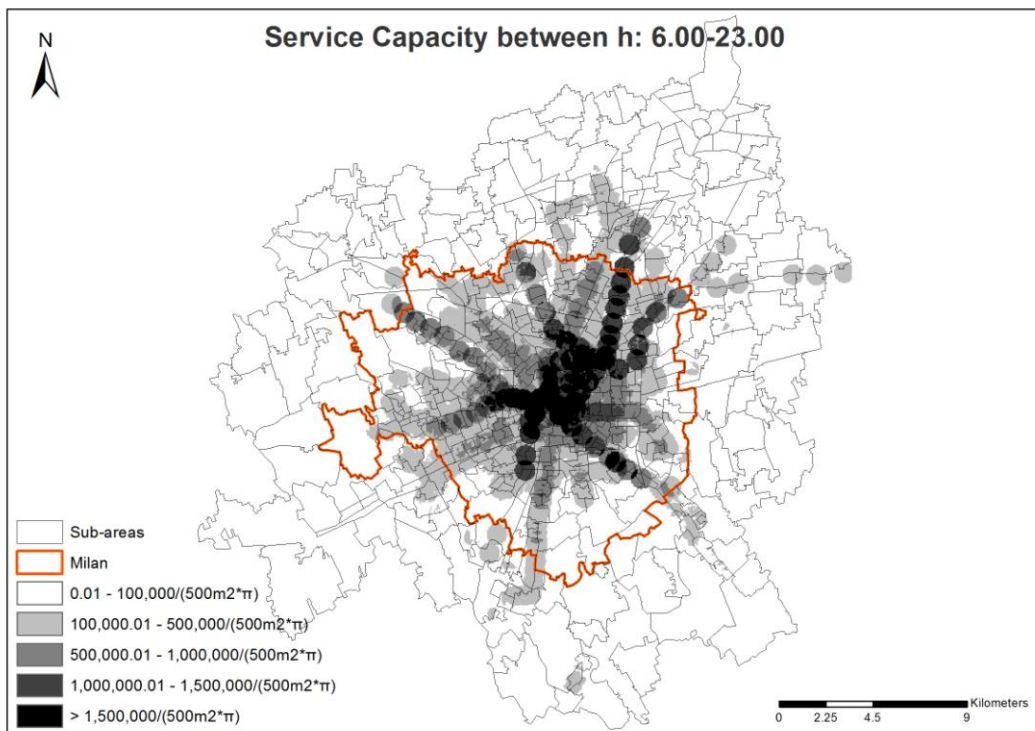 Service Capacity between h: 6.00-23.00
N
Sub-areas
Milan
0.01 - 100,000/(500m2*π)
100,000.01 - 500,000/(500m2*π)
500,000.01 - 1,000,000/(500m2*π)
1,000,000.01 - 1,500,000/(500m2*π)
> 1,500,000/(500m2*π)
Kilometers
0 2.25 4.5 9